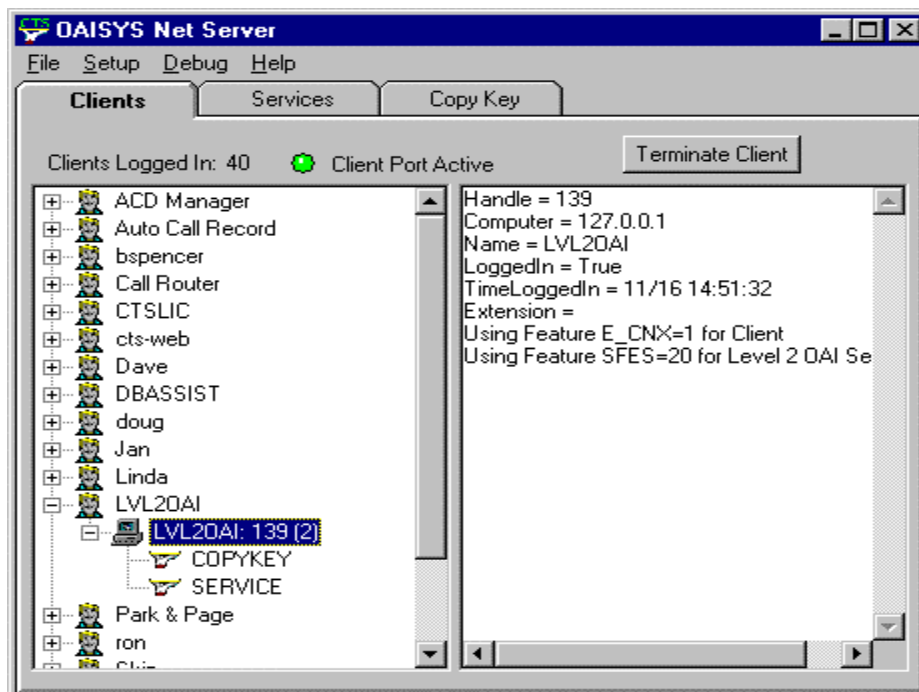 CTS OAISYS Net Server
File Setup Debug Help
Clients Services Copy Key
Clients Logged In: 40 Client Port Active Terminate Client
ACD Manager
Auto Call Record
bspencer
Call Router
CTSLIC
cts-web
Dave
DBASSIST
doug
Jan
Linda
LVL2OAI
LVL2OAI: 139 (2)
COPYKEY
SERVICE
Park & Page
ron
Handle = 139
Computer = 127.0.0.1
Name = LVL2OAI
LoggedIn = True
TimeLoggedIn = 11/16 14:51:32
Extension =
Using Feature E_CNX=1 for Client
Using Feature SFES=20 for Level 2 OAI Se